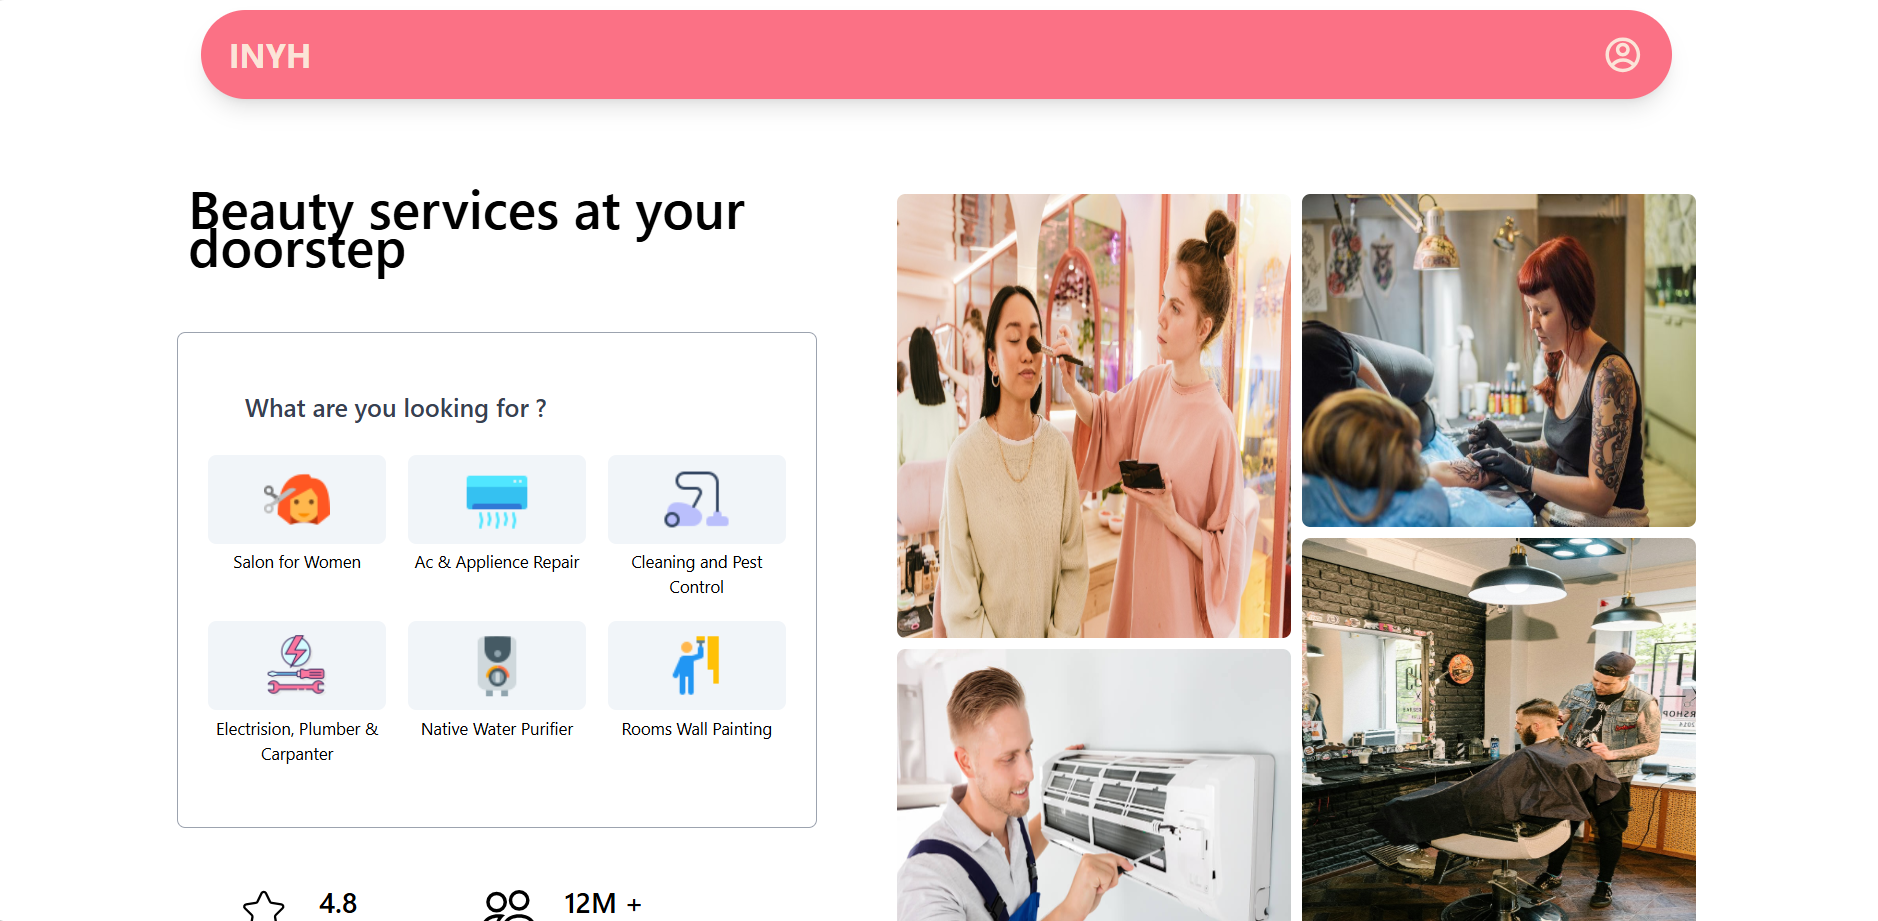 INYH
Beauty services at your
doorstep
What are you looking for ?
Salon for Women
Ac & Applience Repair
Cleaning and Pest
Control
Electrision, Plumber &
Carpanter
Native Water Purifier
Rooms Wall Painting
4.8
12M +